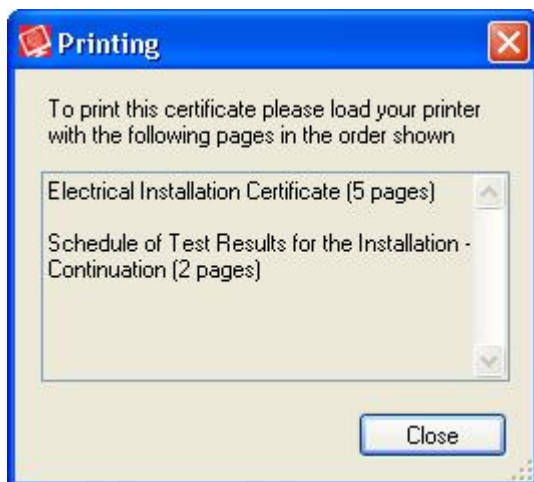 Printing
To print this certificate please load your printer
with the following pages in the order shown
Electrical Installation Certificate (5 pages)
Schedule of Test Results for the Installation -
Continuation (2 pages)
Close